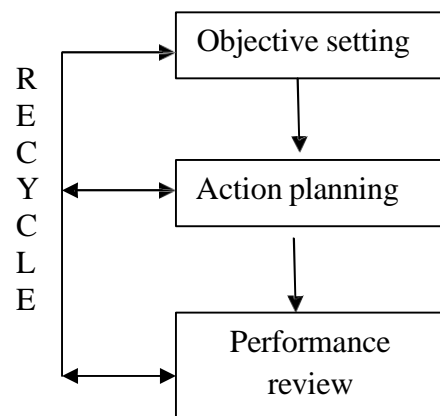 Objective setting
R
E
C
Y
C
L
E
Action planning
Performance
review